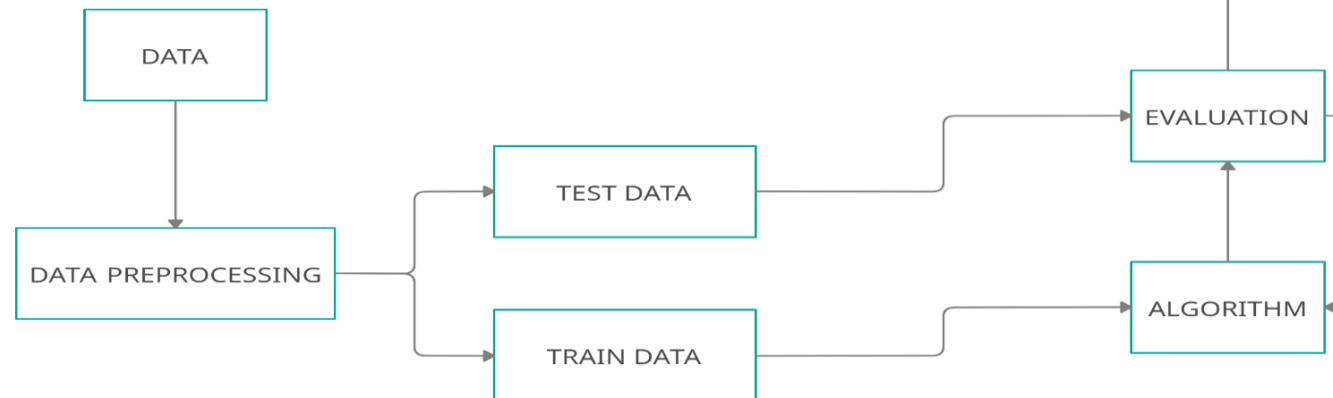 DATA
EVALUATION
TEST DATA
DATA PREPROCESSING
ALGORITHM
TRAIN DATA